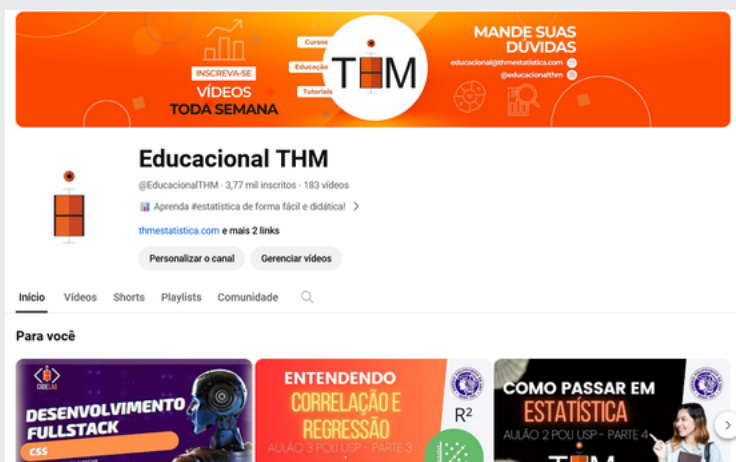 MANDE SUAS
DÚVIDAS
educacional@thmestatistica.com
@educacionalthm
Cursos
Educação
Tutoriais
THM
INSCREVA-SE
VÍDEOS
TODA SEMANA
Educacional THM
@EducacionalTHM · 3,77 mil inscritos · 183 vídeos
Aprenda #estatística de forma fácil e didática!
thmestatistica.com e mais 2 links
Personalizar o canal
Gerenciar vídeos
Início Vídeos Shorts Playlists Comunidade
Para você
CODELAB
DESENVOLVIMENTO
FULLSTACK
CSS
ENTENDENDO
CORRELAÇÃO E
REGRESSÃO
AULÃO 3 POLI USP - PARTE 3
R²
COMO PASSAR EM
ESTATÍSTICA
AULÃO 2 POLI USP - PARTE 4